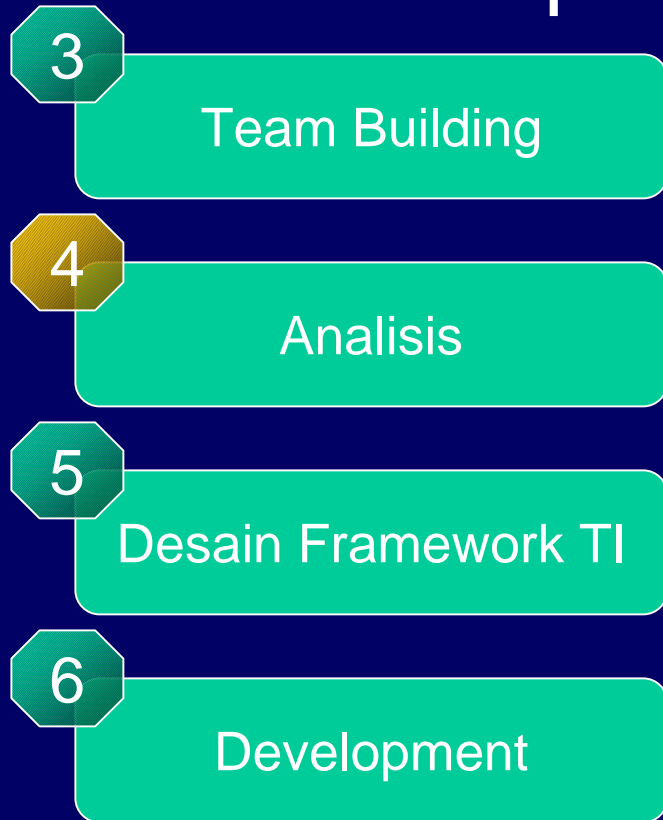 3
Team Building
4
Analisis
5
Desain Framework TI
6
Development